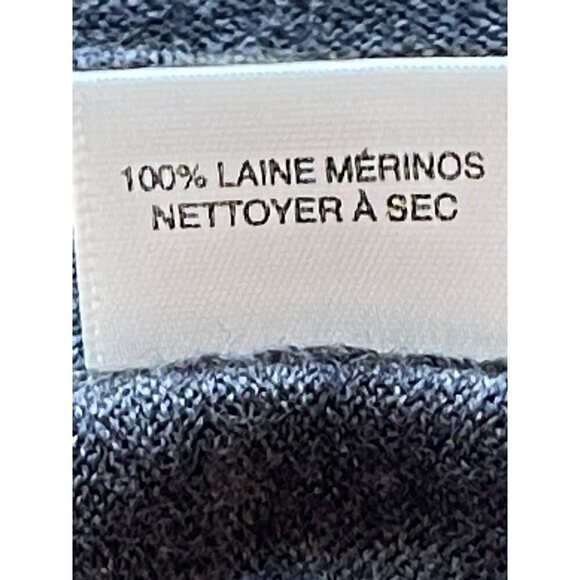 100% LAINE MÉRINOS
NETTOYER À SEC